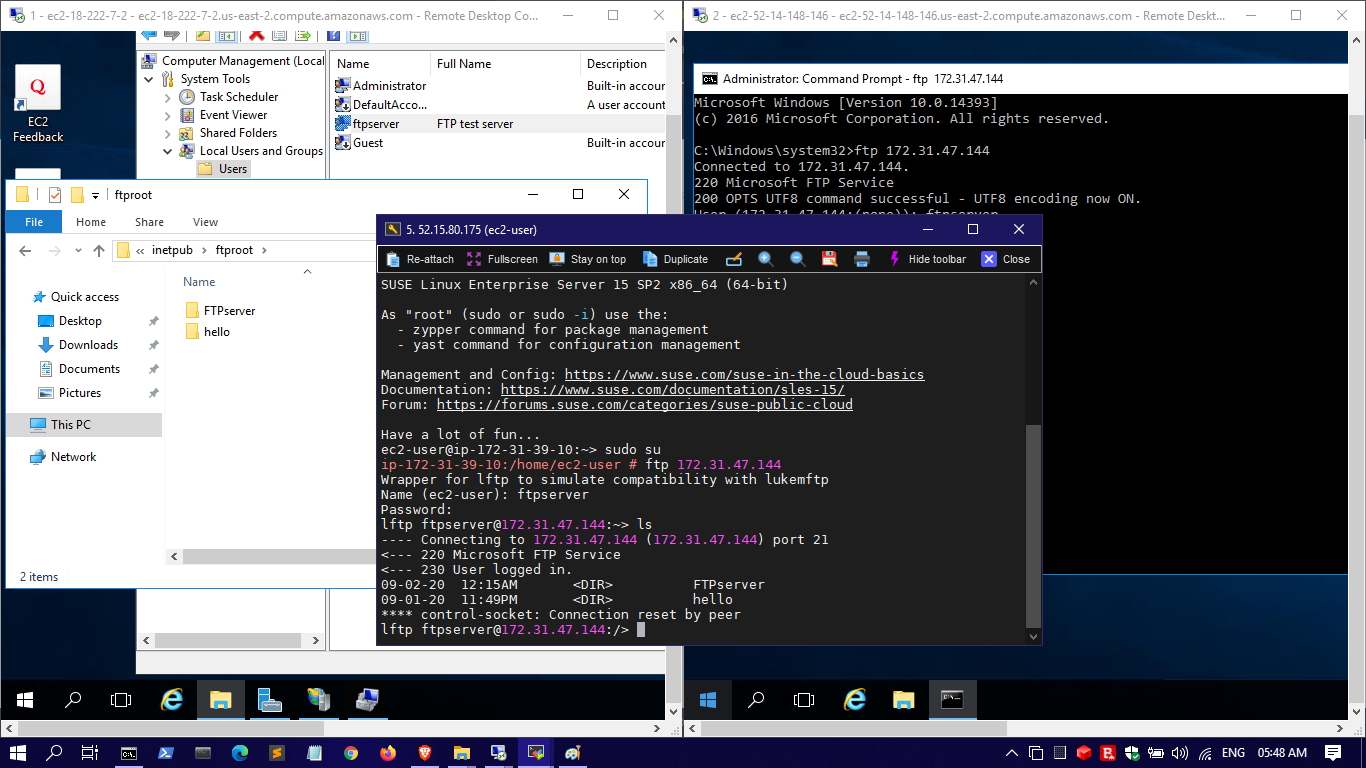 1 - ec2-18-222-7-2 - ec2-18-222-7-2.us-east-2.compute.amazonaws.com - Remote Desktop Co...
EC2
Feedback
Computer Management (Local
System Tools
Task Scheduler
Event Viewer
Shared Folders
Local Users and Groups
Users
Name Full Name Description
Administrator Built-in accour
DefaultAcco... A user account
ftpserver FTP test server
Guest Built-in accour
ftproot
File Home Share View
« inetpub › ftproot ›
Quick access
Desktop
Downloads
Documents
Pictures
This PC
Network
Name
FTPserver
hello
2 items
2 - ec2-52-14-148-146 - ec2-52-14-148-146.us-east-2.compute.amazonaws.com - Remote Deskt...
Administrator: Command Prompt - ftp 172.31.47.144
Microsoft Windows [Version 10.0.14393]
(c) 2016 Microsoft Corporation. All rights reserved.
C:\Windows\system32>ftp 172.31.47.144
Connected to 172.31.47.144.
220 Microsoft FTP Service
200 OPTS UTF8 command successful - UTF8 encoding now ON.
User (172.31.47.144:(none)): ftpserver
5. 52.15.80.175 (ec2-user)
Re-attach Fullscreen Stay on top Duplicate Hide toolbar Close
SUSE Linux Enterprise Server 15 SP2 x86_64 (64-bit)
As "root" (sudo or sudo -i) use the:
- zypper command for package management
- yast command for configuration management
Management and Config: https://www.suse.com/suse-in-the-cloud-basics
Documentation: https://www.suse.com/documentation/sles-15/
Forum: https://forums.suse.com/categories/suse-public-cloud
Have a lot of fun...
ec2-user@ip-172-31-39-10:~> sudo su
ip-172-31-39-10:/home/ec2-user # ftp 172.31.47.144
Wrapper for lftp to simulate compatibility with lukemftp
Name (ec2-user): ftpserver
Password:
lftp ftpserver@172.31.47.144:~> ls
---- Connecting to 172.31.47.144 (172.31.47.144) port 21
<--- 220 Microsoft FTP Service
<--- 230 User logged in.
09-02-20 12:15AM <DIR> FTPserver
09-01-20 11:49PM <DIR> hello
**** control-socket: Connection reset by peer
lftp ftpserver@172.31.47.144:/>
ENG 05:48 AM